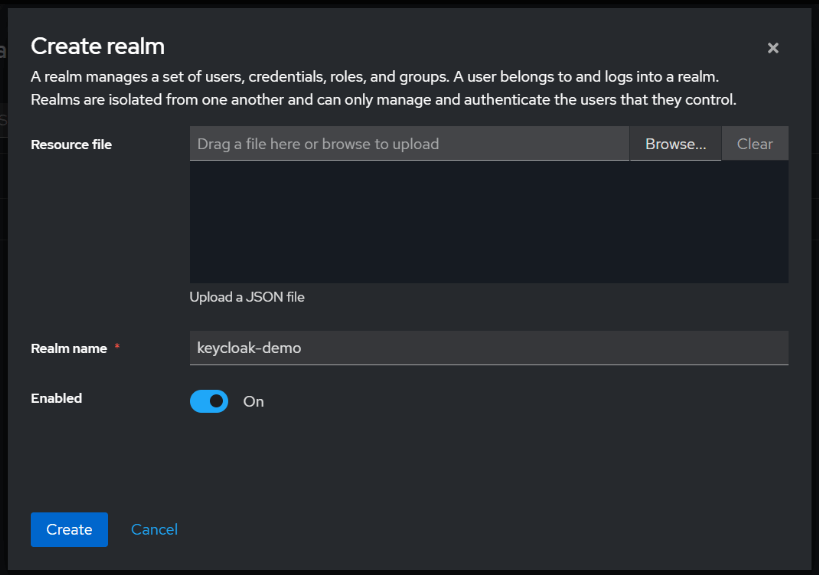 Create realm
A realm manages a set of users, credentials, roles, and groups. A user belongs to and logs into a realm.
Realms are isolated from one another and can only manage and authenticate the users that they control.
Resource file
Drag a file here or browse to upload
Browse...
Clear
Upload a JSON file
Realm name *
keycloak-demo
Enabled
On
Create
Cancel